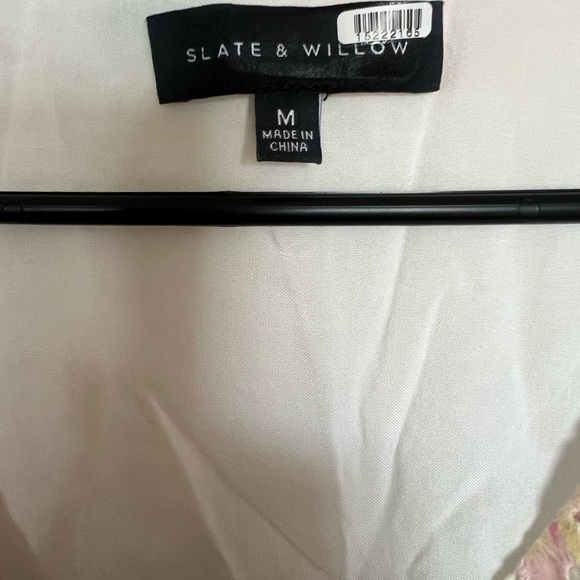 15222165
SLATE & WILLOW
M
MADE IN
CHINA